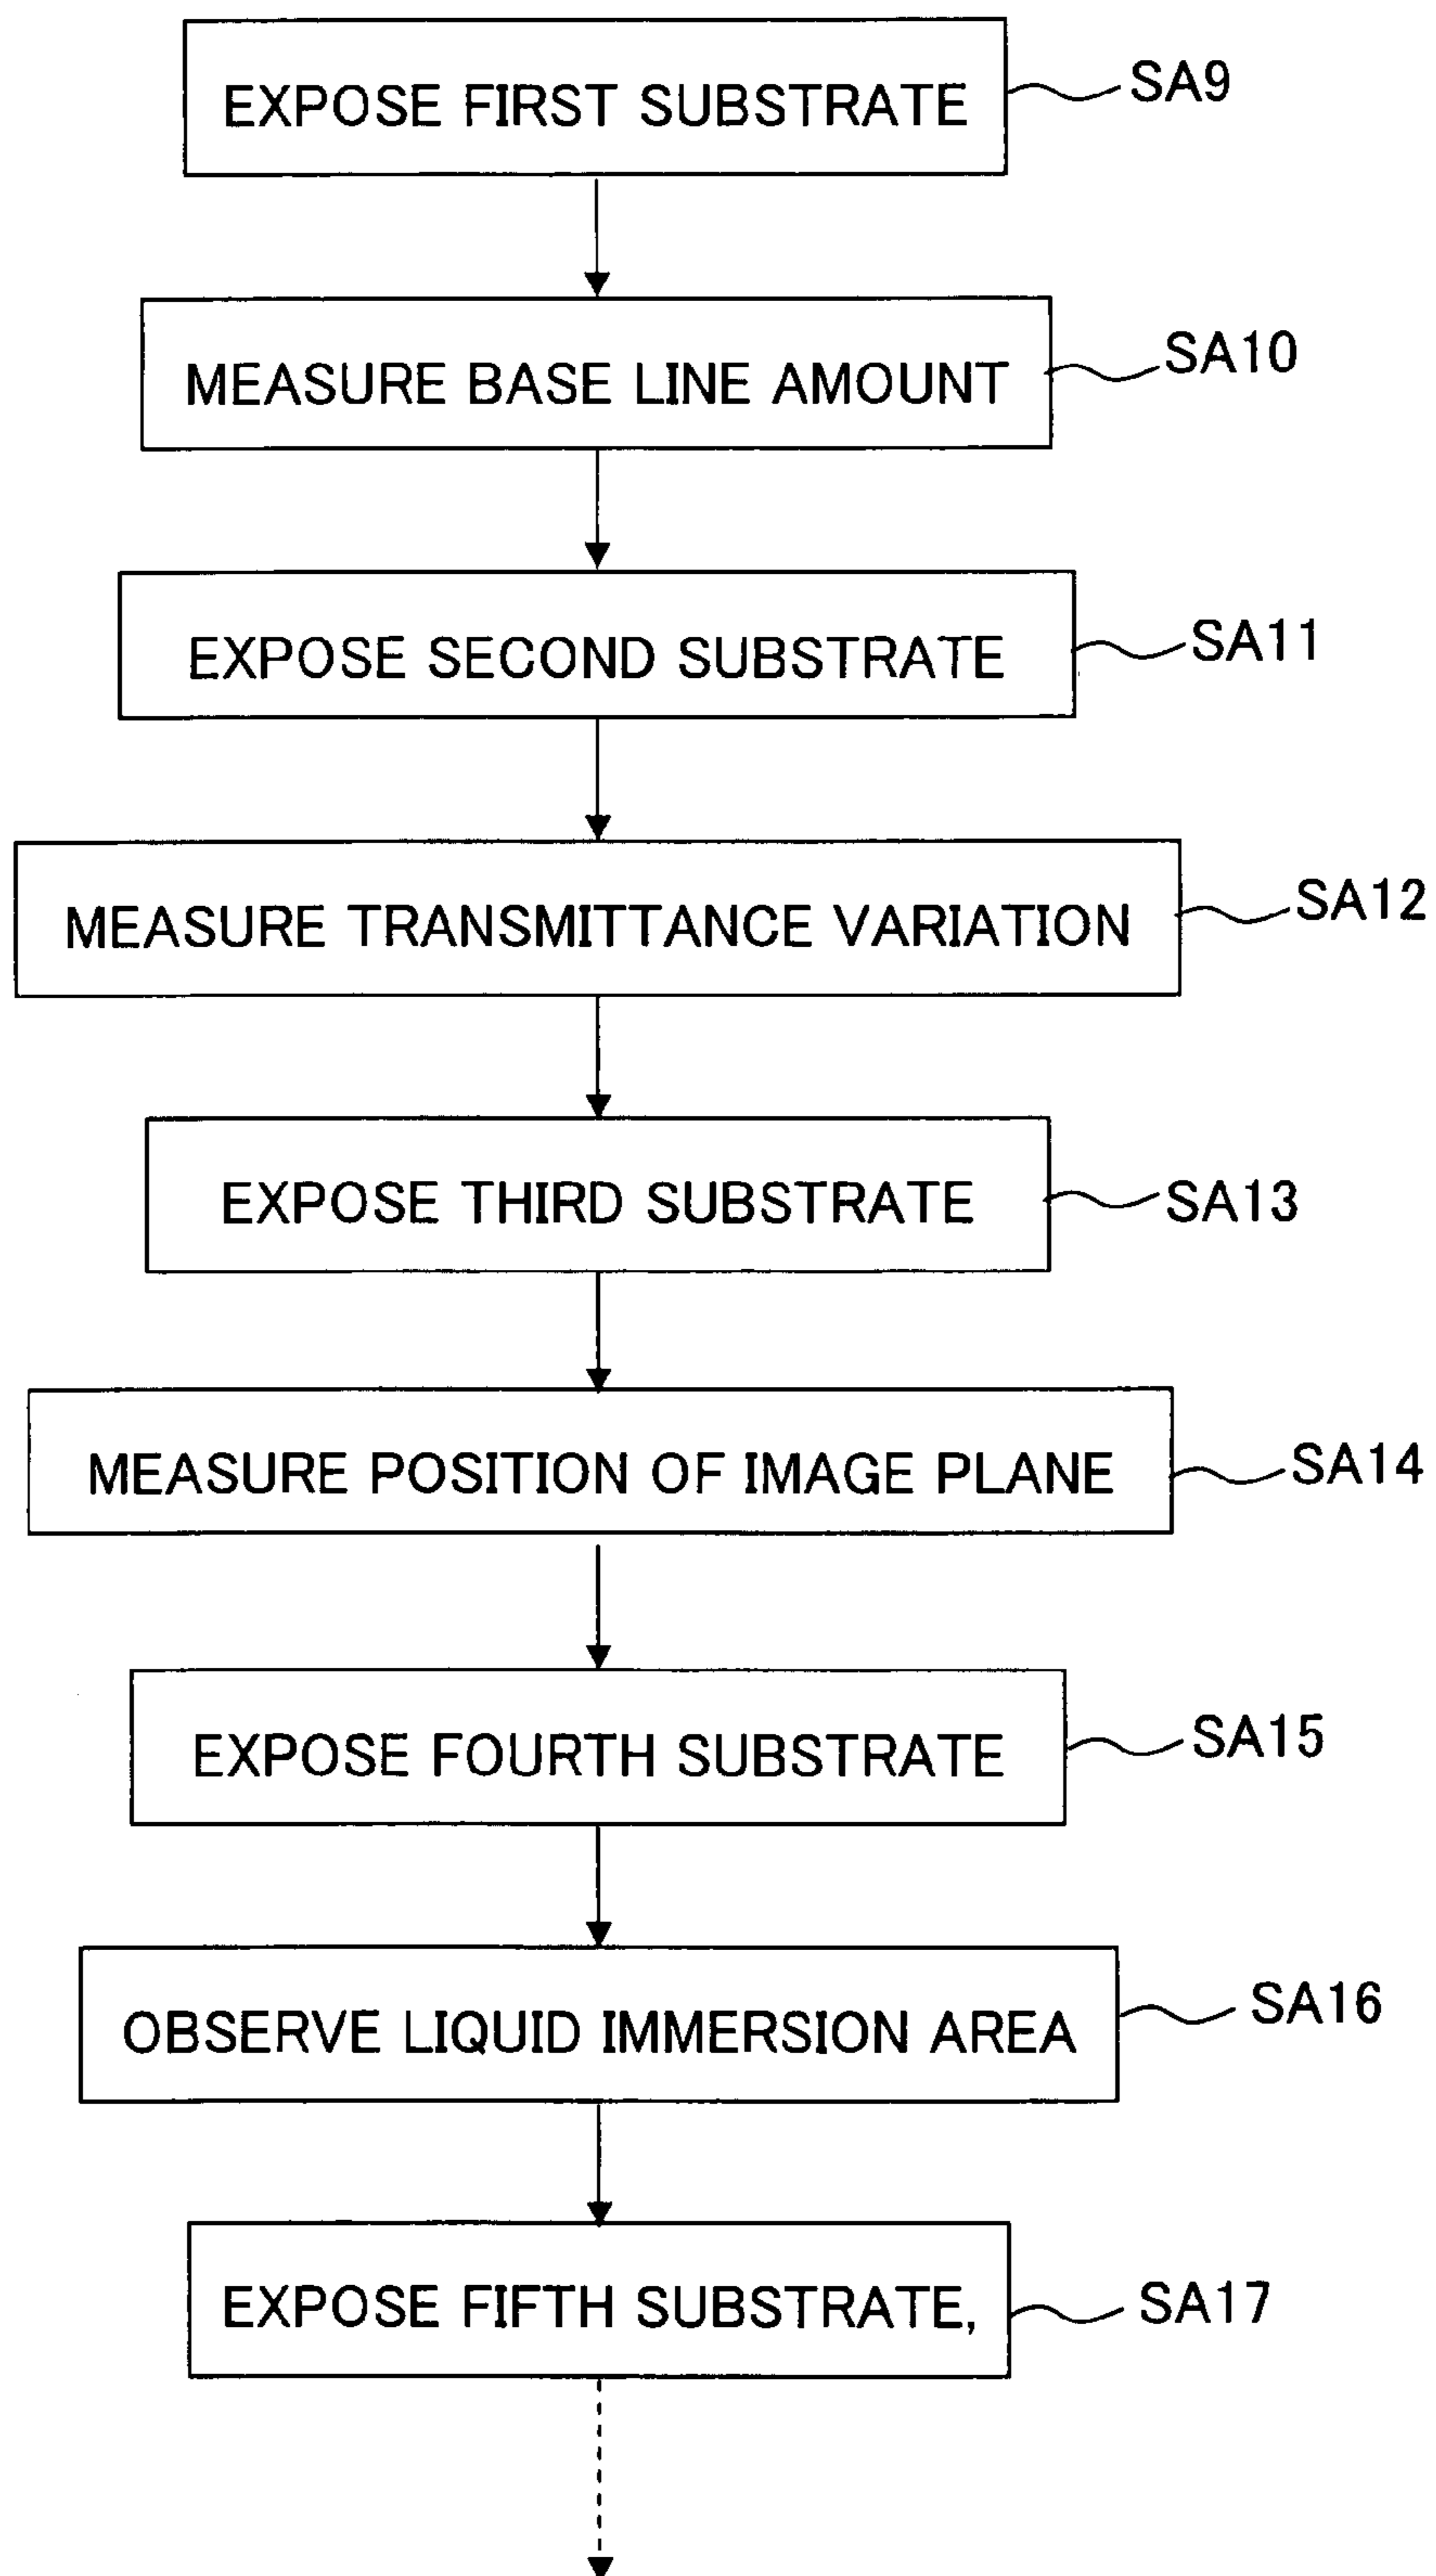 EXPOSE FIRST SUBSTRATE
SA9
MEASURE BASE LINE AMOUNT
SA10
EXPOSE SECOND SUBSTRATE
SA11
MEASURE TRANSMITTANCE VARIATION
SA12
EXPOSE THIRD SUBSTRATE
SA13
MEASURE POSITION OF IMAGE PLANE
SA14
EXPOSE FOURTH SUBSTRATE
SA15
OBSERVE LIQUID IMMERSION AREA
SA16
EXPOSE FIFTH SUBSTRATE,
SA17